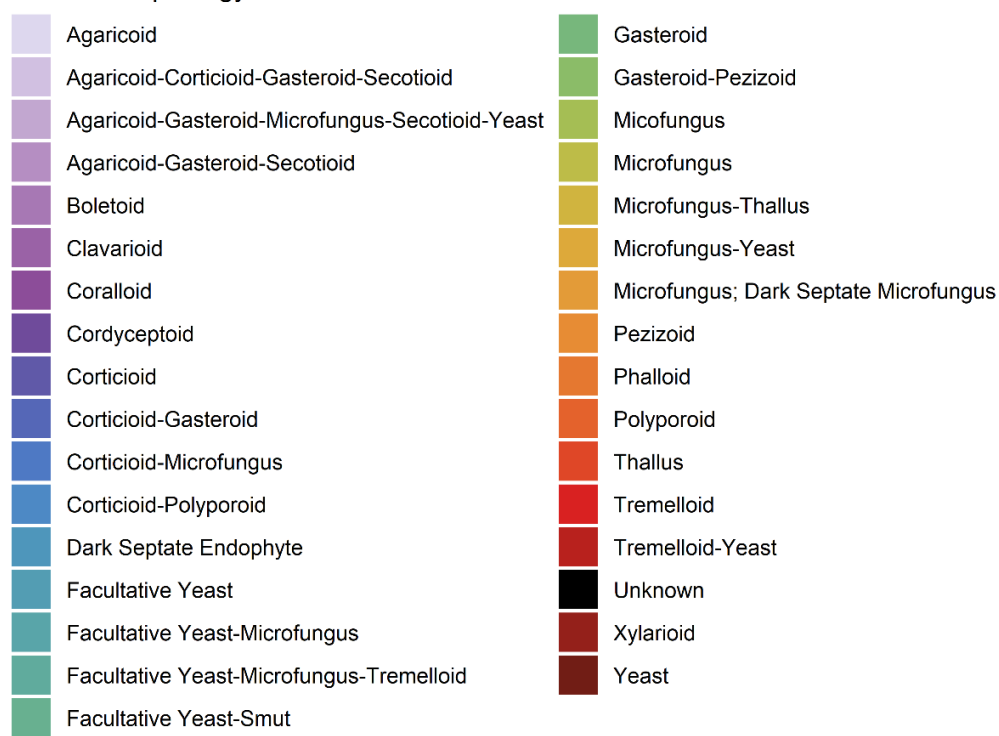 Agaricoid
Agaricoid-Corticioid-Gasteroid-Secotioid
Agaricoid-Gasteroid-Microfungus-Secotioid-Yeast
Agaricoid-Gasteroid-Secotioid
Boletoid
Clavarioid
Coralloid
Cordyceptoid
Corticioid
Corticioid-Gasteroid
Corticioid-Microfungus
Corticioid-Polyporoid
Dark Septate Endophyte
Facultative Yeast
Facultative Yeast-Microfungus
Facultative Yeast-Microfungus-Tremelloid
Facultative Yeast-Smut
Gasteroid
Gasteroid-Pezizoid
Micofungus
Microfungus
Microfungus-Thallus
Microfungus-Yeast
Microfungus; Dark Septate Microfungus
Pezizoid
Phalloid
Polyporoid
Thallus
Tremelloid
Tremelloid-Yeast
Unknown
Xylarioid
Yeast